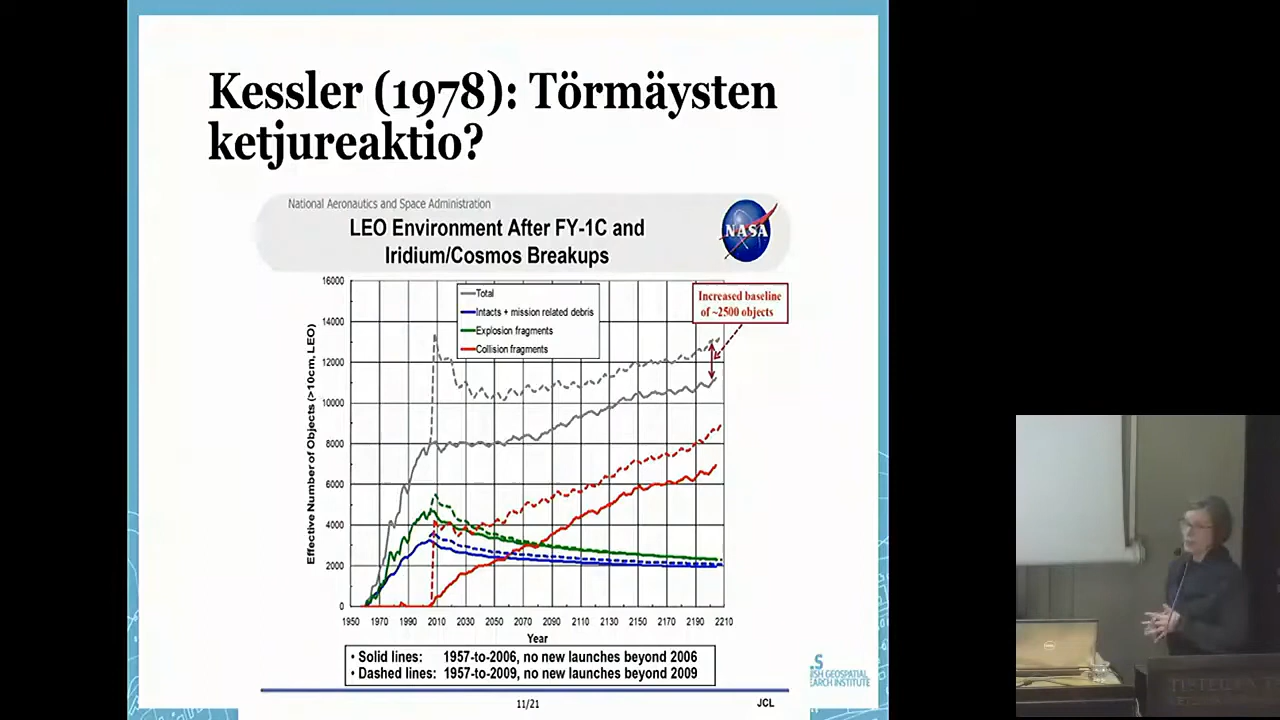 Kessler (1978): Törmäysten
ketjureaktio?
National Aeronautics and Space Administration
LEO Environment After FY-1C and
Iridium/Cosmos Breakups
NASA
Effective Number of Objects (>10cm, LEO)
16000
14000
12000
10000
8000
6000
4000
2000
0
Total
Intacts + mission related debris
Explosion fragments
Collision fragments
Increased baseline
of ~2500 objects
1950 1970 1990 2010 2030 2050 2070 2090 2110 2130 2150 2170 2190 2210
Year
• Solid lines: 1957-to-2006, no new launches beyond 2006
• Dashed lines: 1957-to-2009, no new launches beyond 2009
11/21
JCL
.S
ISH GEOSPATIAL
EARCH INSTITUTE